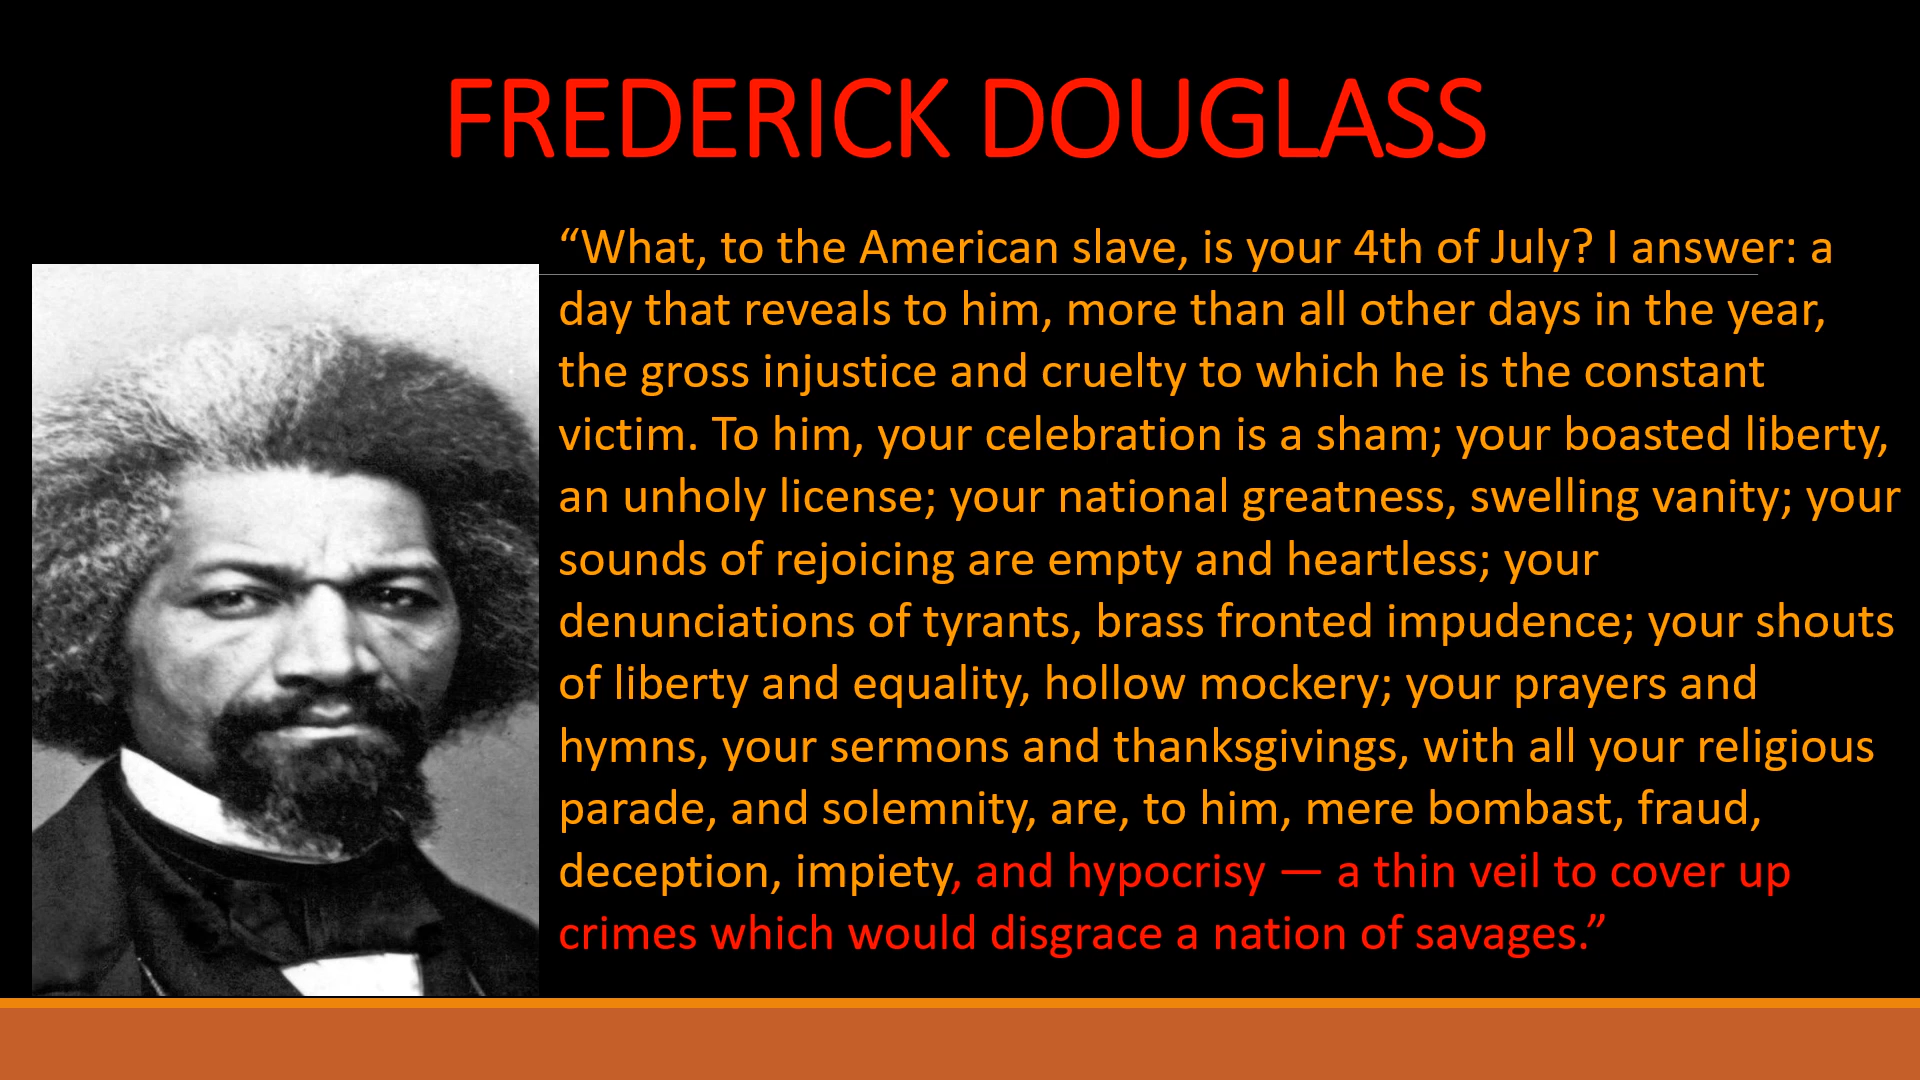 FREDERICK DOUGLASS
“What, to the American slave, is your 4th of July? I answer: a
day that reveals to him, more than all other days in the year,
the gross injustice and cruelty to which he is the constant
victim. To him, your celebration is a sham; your boasted liberty,
an unholy license; your national greatness, swelling vanity; your
sounds of rejoicing are empty and heartless; your
denunciations of tyrants, brass fronted impudence; your shouts
of liberty and equality, hollow mockery; your prayers and
hymns, your sermons and thanksgivings, with all your religious
parade, and solemnity, are, to him, mere bombast, fraud,
deception, impiety, and hypocrisy — a thin veil to cover up
crimes which would disgrace a nation of savages.”